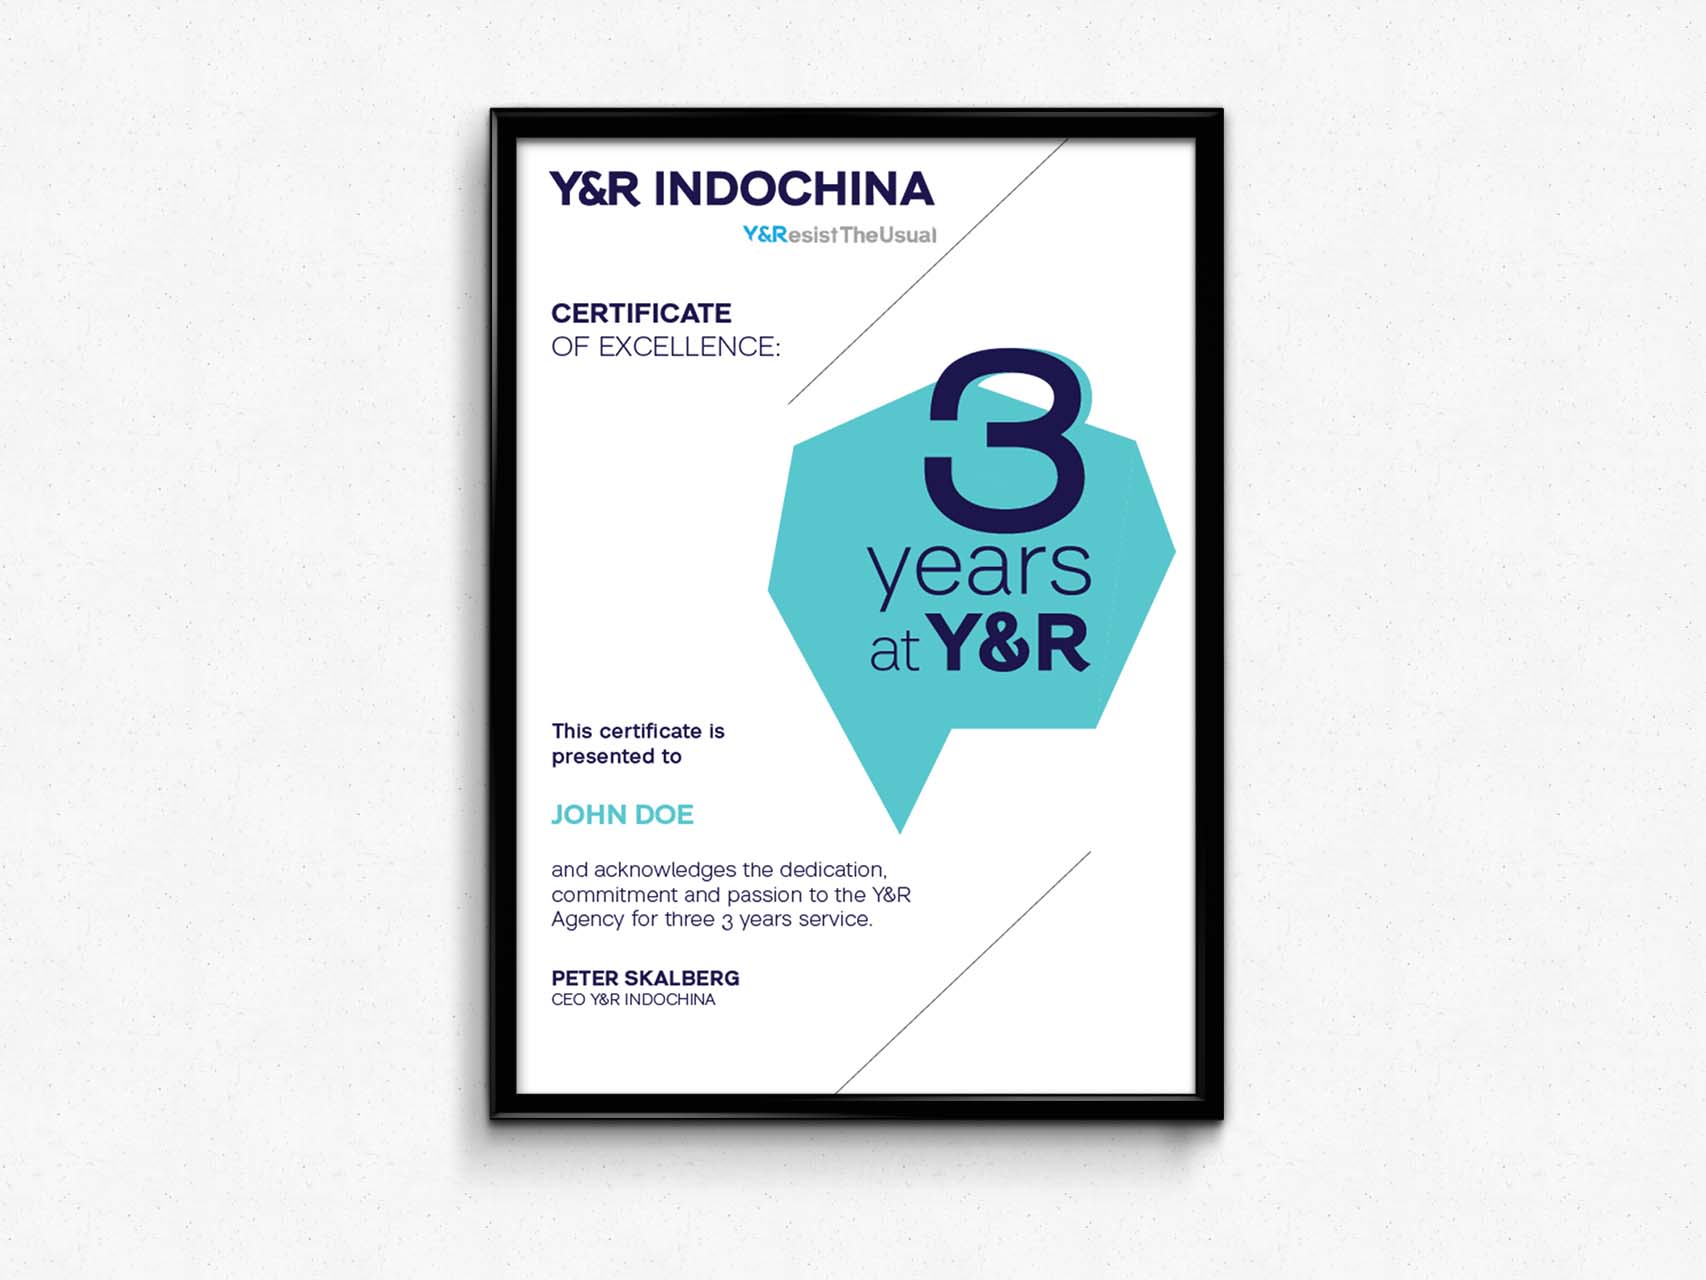 Y&R INDOCHINA
Y&ResistTheUsual
CERTIFICATE
OF EXCELLENCE:
3
years
at Y&R
This certificate is
presented to
JOHN DOE
and acknowledges the dedication,
commitment and passion to the Y&R
Agency for three 3 years service.
PETER SKALBERG
CEO Y&R INDOCHINA